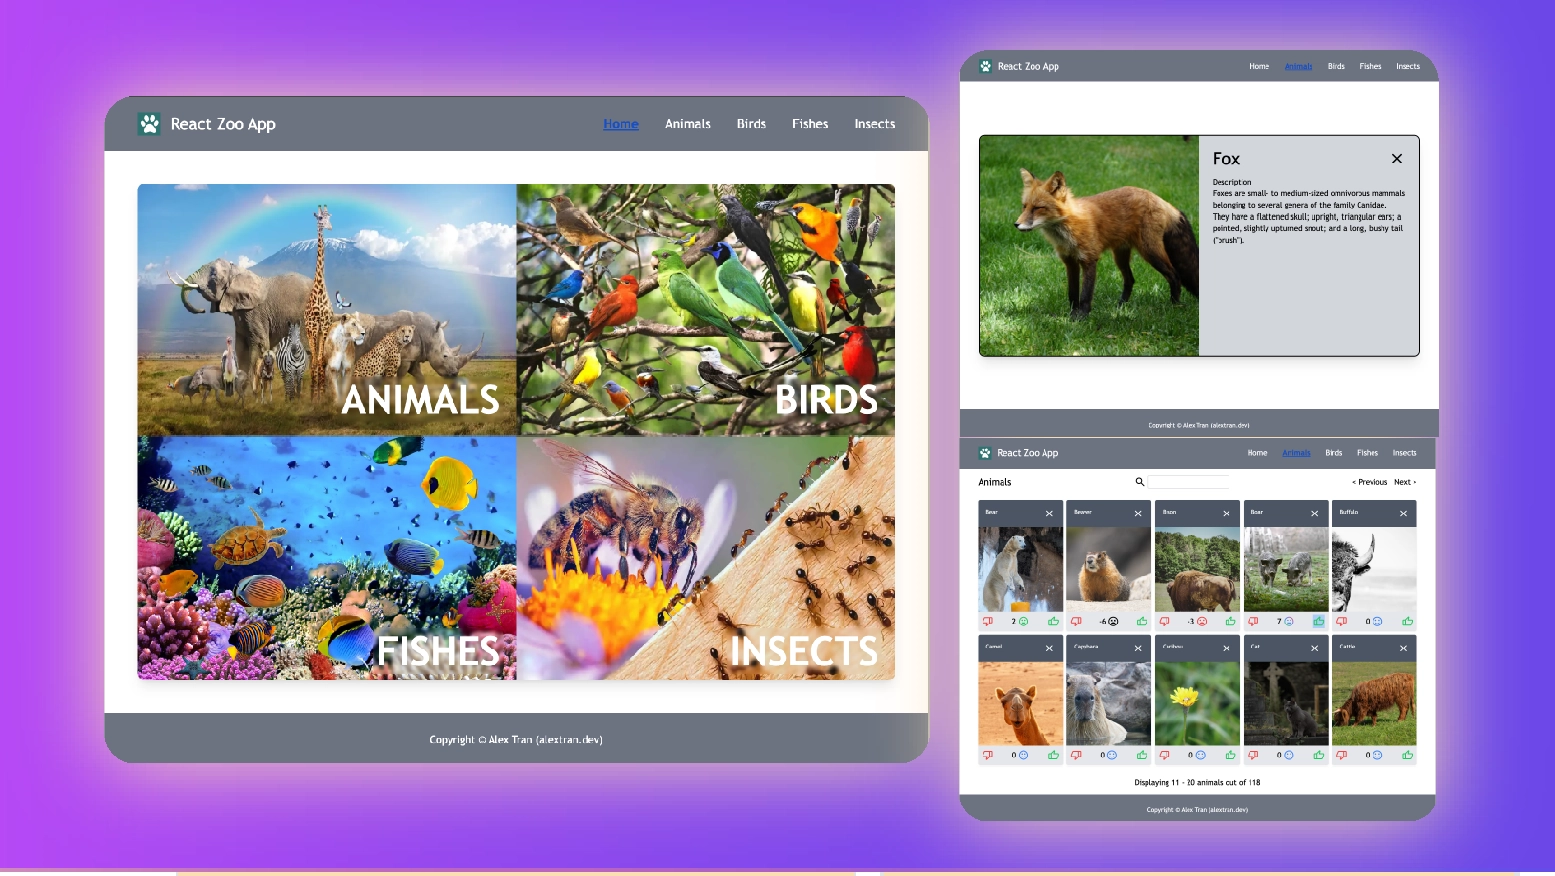 React Zoo App
Home Animals Birds Fishes Insects
ANIMALS
BIRDS
FISHES
INSECTS
Copyright © Alex Tran (alextran.dev)
React Zoo App
Home Animals Birds Fishes Insects
Fox
Description
Foxes are small- to medium-sized omnivorous mammals
belonging to several genera of the family Canidae.
They have a flattened skull; upright, triangular ears; a
pointed, slightly upturned snout; and a long, bushy tail
("brush").
Copyright © Alex Tran (alextran.dev)
React Zoo App
Home Animals Birds Fishes Insects
Animals
< Previous Next >
Bear Beaver Bison Boar Buffalo
2 -6 -3 7 0
Camel Capybara Caribou Cat Cattle
0 0 0 0 0
Displaying 11 - 20 animals out of 118
Copyright © Alex Tran (alextran.dev)